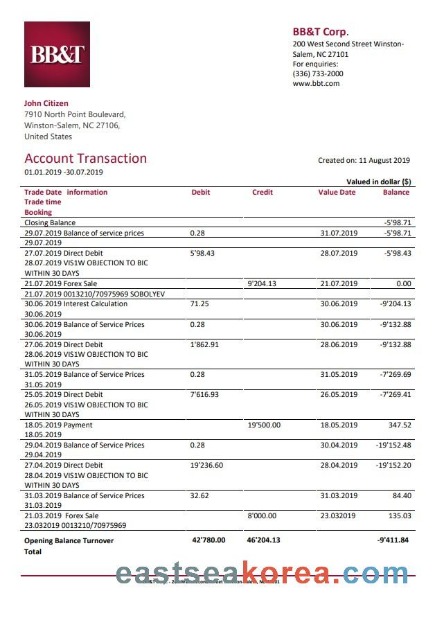 BB&T
BB&T Corp.
200 West Second Street Winston-
Salem, NC 27101
For enquiries:
(336) 733-2000
www.bbt.com
John Citizen
7910 North Point Boulevard,
Winston-Salem, NC 27106,
United States
Account Transaction
Created on: 11 August 2019
01.01.2019 -30.07.2019
Valued in dollar ($)
Trade Date information Debit Credit Value Date Balance
Trade time
Booking
Closing Balance -5'98.71
29.07.2019 Balance of service prices 0.28 31.07.2019 -5'98.71
29.07.2019
27.07.2019 Direct Debit 5'98.43 28.07.2019 -5'98.43
28.07.2019 VIS1W OBJECTION TO BIC
WITHIN 30 DAYS
21.07.2019 Forex Sale 9'204.13 21.07.2019 0.00
21.07.2019 0013210/70975969 SOBOLYEV
30.06.2019 Interest Calculation 71.25 30.06.2019 -9'204.13
30.06.2019
30.06.2019 Balance of Service Prices 0.28 30.06.2019 -9'132.88
30.06.2019
27.06.2019 Direct Debit 1'862.91 28.06.2019 -9'132.88
28.06.2019 VIS1W OBJECTION TO BIC
WITHIN 30 DAYS
31.05.2019 Balance of Service Prices 0.28 31.05.2019 -7'269.69
31.05.2019
25.05.2019 Direct Debit 7'616.93 26.05.2019 -7'269.41
26.05.2019 VIS1W OBJECTION TO BIC
WITHIN 30 DAYS
18.05.2019 Payment 19'500.00 18.05.2019 347.52
18.05.2019
29.04.2019 Balance of Service Prices 0.28 30.04.2019 -19'152.48
29.04.2019
27.04.2019 Direct Debit 19'236.60 28.04.2019 -19'152.20
28.04.2019 VIS1W OBJECTION TO BIC
WITHIN 30 DAYS
31.03.2019 Balance of Service Prices 32.62 31.03.2019 84.40
31.03.2019
21.03.2019 Forex Sale 8'000.00 23.032019 135.03
23.032019 0013210/70975969
Opening Balance Turnover 42'780.00 46'204.13 -9'411.84
Total
eastseakorea.com